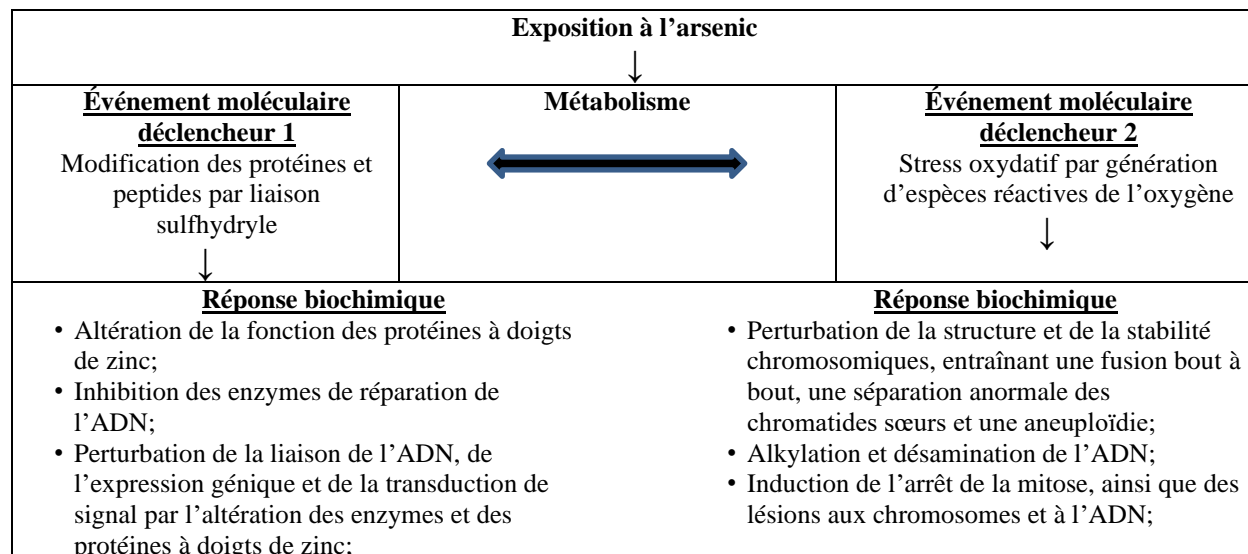 Exposition à l’arsenic
↓
Événement moléculaire
déclencheur 1
Modification des protéines et
peptides par liaison
sulfhydryle
↓
Métabolisme
Événement moléculaire
déclencheur 2
Stress oxydatif par génération
d’espèces réactives de l’oxygène
↓
Réponse biochimique
• Altération de la fonction des protéines à doigts
de zinc;
• Inhibition des enzymes de réparation de
l’ADN;
• Perturbation de la liaison de l’ADN, de
l’expression génique et de la transduction de
signal par l’altération des enzymes et des
protéines à doigts de zinc;
Réponse biochimique
• Perturbation de la structure et de la stabilité
chromosomiques, entraînant une fusion bout à
bout, une séparation anormale des
chromatides sœurs et une aneuploïdie;
• Alkylation et désamination de l’ADN;
• Induction de l’arrêt de la mitose, ainsi que des
lésions aux chromosomes et à l’ADN;